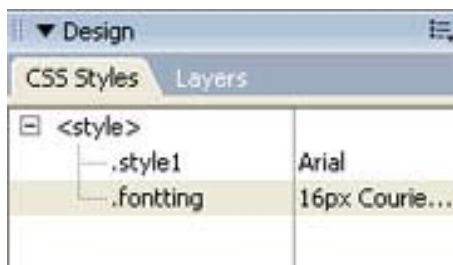 Design
CSS Styles Layers
<style>
.style1 Arial
.fontting 16px Courie...